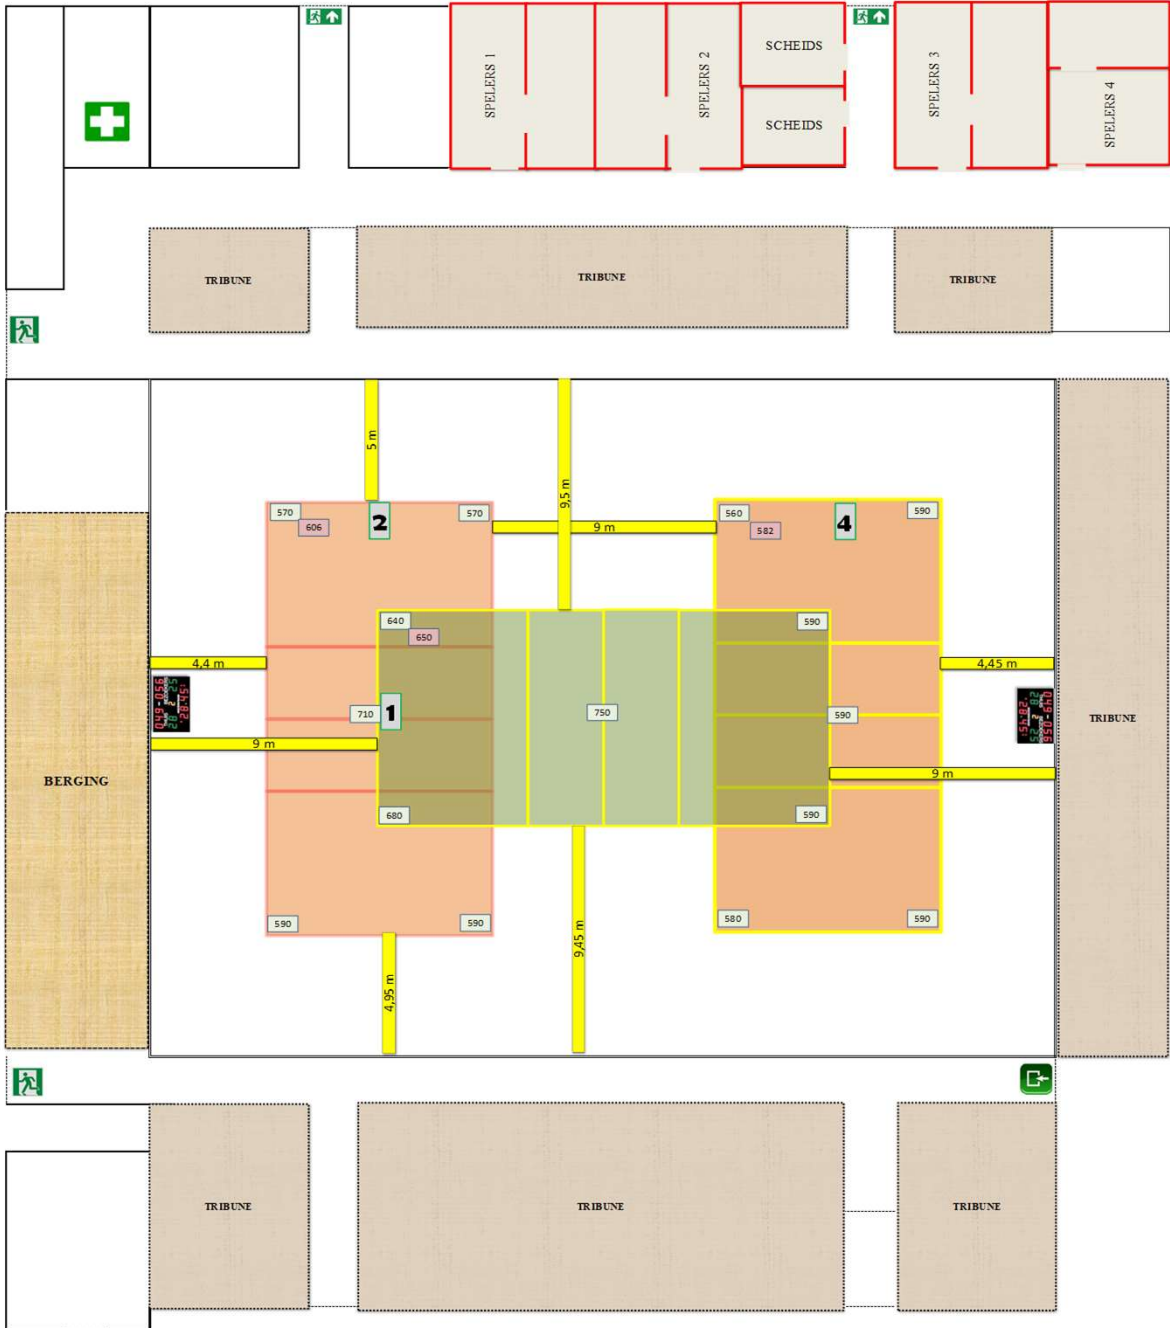 SPELERS 1
SPELERS 2
SCHEIDS
SCHEIDS
SPELERS 3
SPELERS 4
TRIBUNE
TRIBUNE
TRIBUNE
5 m
9,5 m
570
606
2
570
9 m
560
582
4
590
640
650
590
4,4 m
4,45 m
710
1
750
590
TRIBUNE
9 m
9 m
BERGING
680
590
590
590
580
590
4,95 m
9,45 m
TRIBUNE
TRIBUNE
TRIBUNE